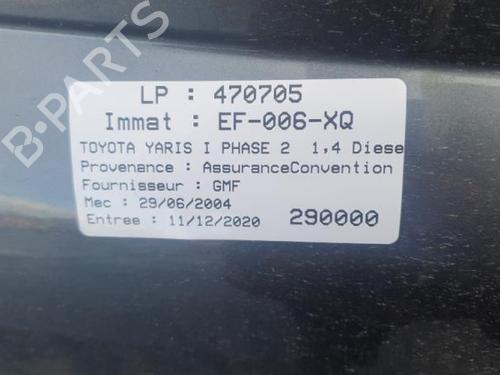 B-PARTS
LP : 470705
Immat : EF-006-XQ
TOYOTA YARIS I PHASE 2 1,4 Diese
Provenance : AssuranceConvention
Fournisseur : GMF
Mec : 29/06/2004
Entree : 11/12/2020 290000